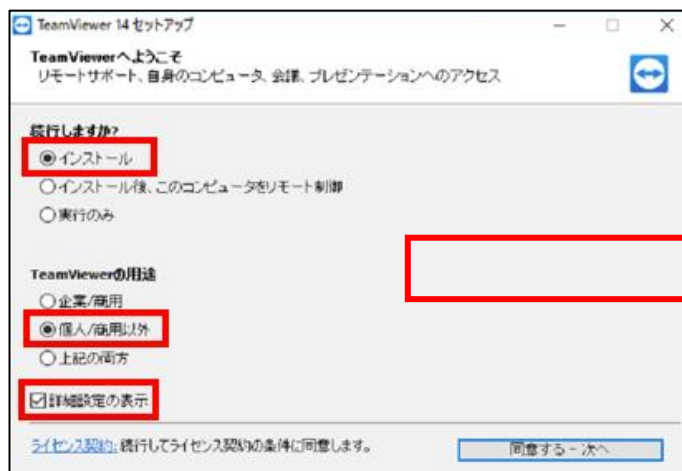 TeamViewer 14 セットアップ
TeamViewerへようこそ
リモートサポート、自身のコンピュータ、会議、プレゼンテーションへのアクセス
続行しますか?
インストール
インストール後、このコンピュータをリモート制御
実行のみ
TeamViewerの用途
企業/商用
個人/商用以外
上記の両方
詳細設定の表示
ライセンス契約: 続行してライセンス契約の条件に同意します。
同意する - 次へ